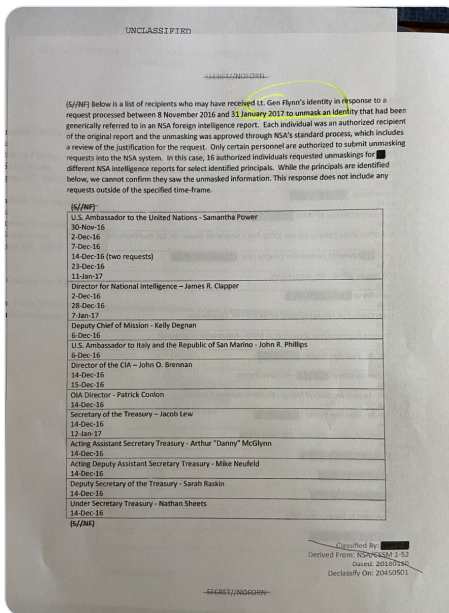 UNCLASSIFIED
SECRET//NOFORN
(S//NF) Below is a list of recipients who may have received Lt. Gen Flynn's identity in response to a
request processed between 8 November 2016 and 31 January 2017 to unmask an identity that had been
generically referred to in an NSA foreign intelligence report. Each individual was an authorized recipient
of the original report and the unmasking was approved through NSA's standard process, which includes
a review of the justification for the request. Only certain personnel are authorized to submit unmasking
requests into the NSA system. In this case, 16 authorized individuals requested unmaskings for
different NSA intelligence reports for select identified principals. While the principals are identified
below, we cannot confirm they saw the unmasked information. This response does not include any
requests outside of the specified time-frame.
(S//NF)
U.S. Ambassador to the United Nations - Samantha Power
30-Nov-16
2-Dec-16
7-Dec-16
14-Dec-16 (two requests)
23-Dec-16
11-Jan-17
Director for National Intelligence – James R. Clapper
2-Dec-16
28-Dec-16
7-Jan-17
Deputy Chief of Mission - Kelly Degnan
6-Dec-16
U.S. Ambassador to Italy and the Republic of San Marino - John R. Phillips
6-Dec-16
Director of the CIA – John O. Brennan
14-Dec-16
15-Dec-16
OIA Director - Patrick Conlon
14-Dec-16
Secretary of the Treasury – Jacob Lew
14-Dec-16
12-Jan-17
Acting Assistant Secretary Treasury - Arthur "Danny" McGlynn
14-Dec-16
Acting Deputy Assistant Secretary Treasury - Mike Neufeld
14-Dec-16
Deputy Secretary of the Treasury - Sarah Raskin
14-Dec-16
Under Secretary Treasury - Nathan Sheets
14-Dec-16
(S//NF)
Classified By:
Derived From: NSA/CSSM 1-52
Dated: 20180110
Declassify On: 20450501
SECRET//NOFORN